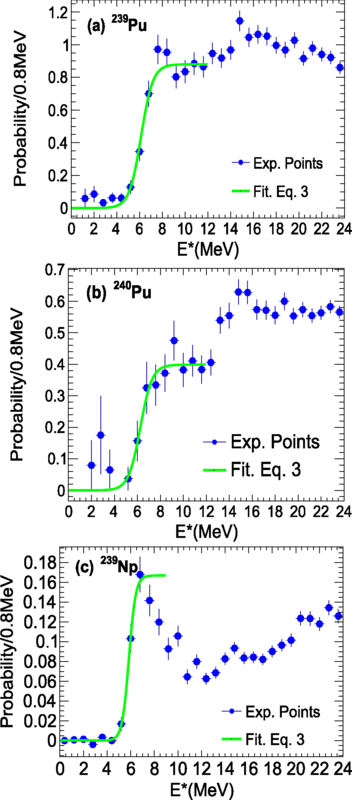 (a) ²³⁹Pu
Probability/0.8MeV
1.2
1
0.8
0.6
0.4
0.2
0
Exp. Points
Fit. Eq. 3
0 2 4 6 8 10 12 14 16 18 20 22 24
E*(MeV)
(b) ²⁴⁰Pu
Probability/0.8MeV
0.7
0.6
0.5
0.4
0.3
0.2
0.1
0
Exp. Points
Fit. Eq. 3
0 2 4 6 8 10 12 14 16 18 20 22 24
E*(MeV)
(c) ²³⁹Np
Probability/0.8MeV
0.18
0.16
0.14
0.12
0.1
0.08
0.06
0.04
0.02
0.0
Exp. Points
Fit. Eq. 3
0 2 4 6 8 10 12 14 16 18 20 22 24
E*(MeV)